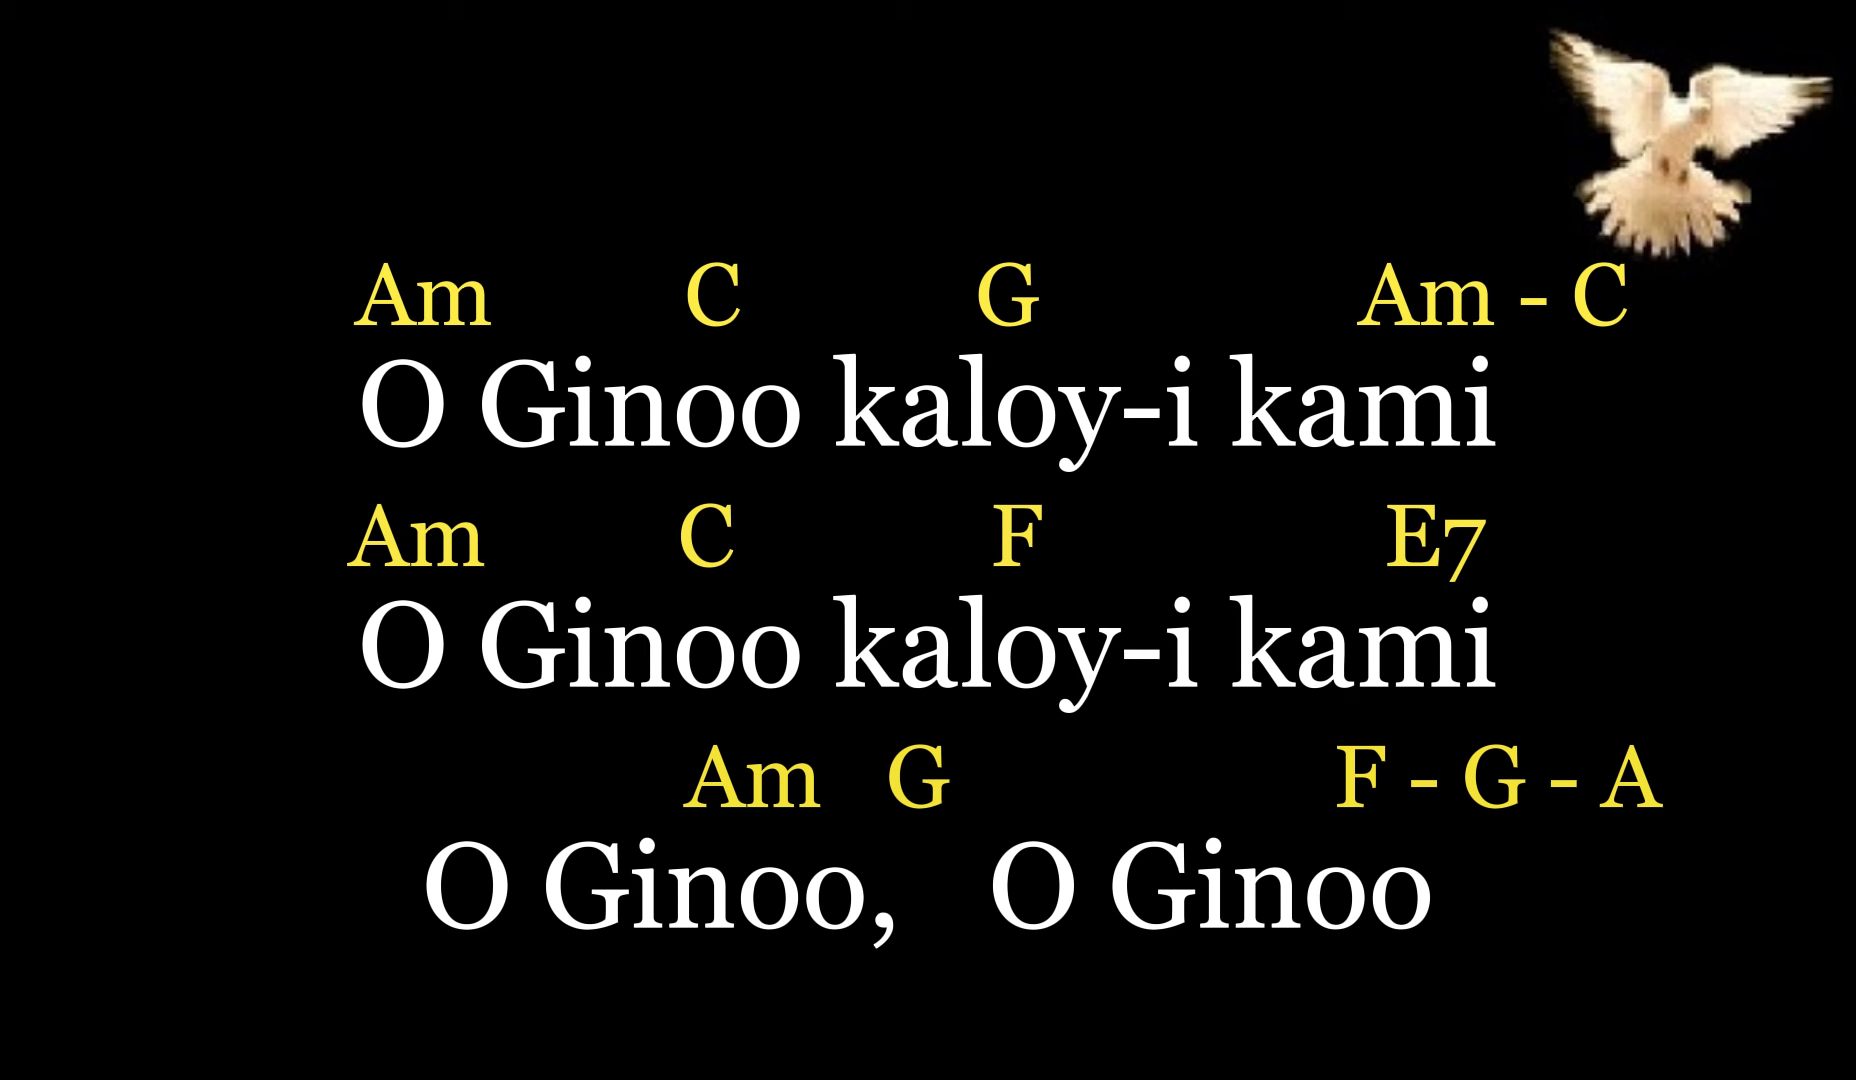 Am C G Am - C
O Ginoo kaloy-i kami
Am C F E7
O Ginoo kaloy-i kami
Am G F - G - A
O Ginoo, O Ginoo